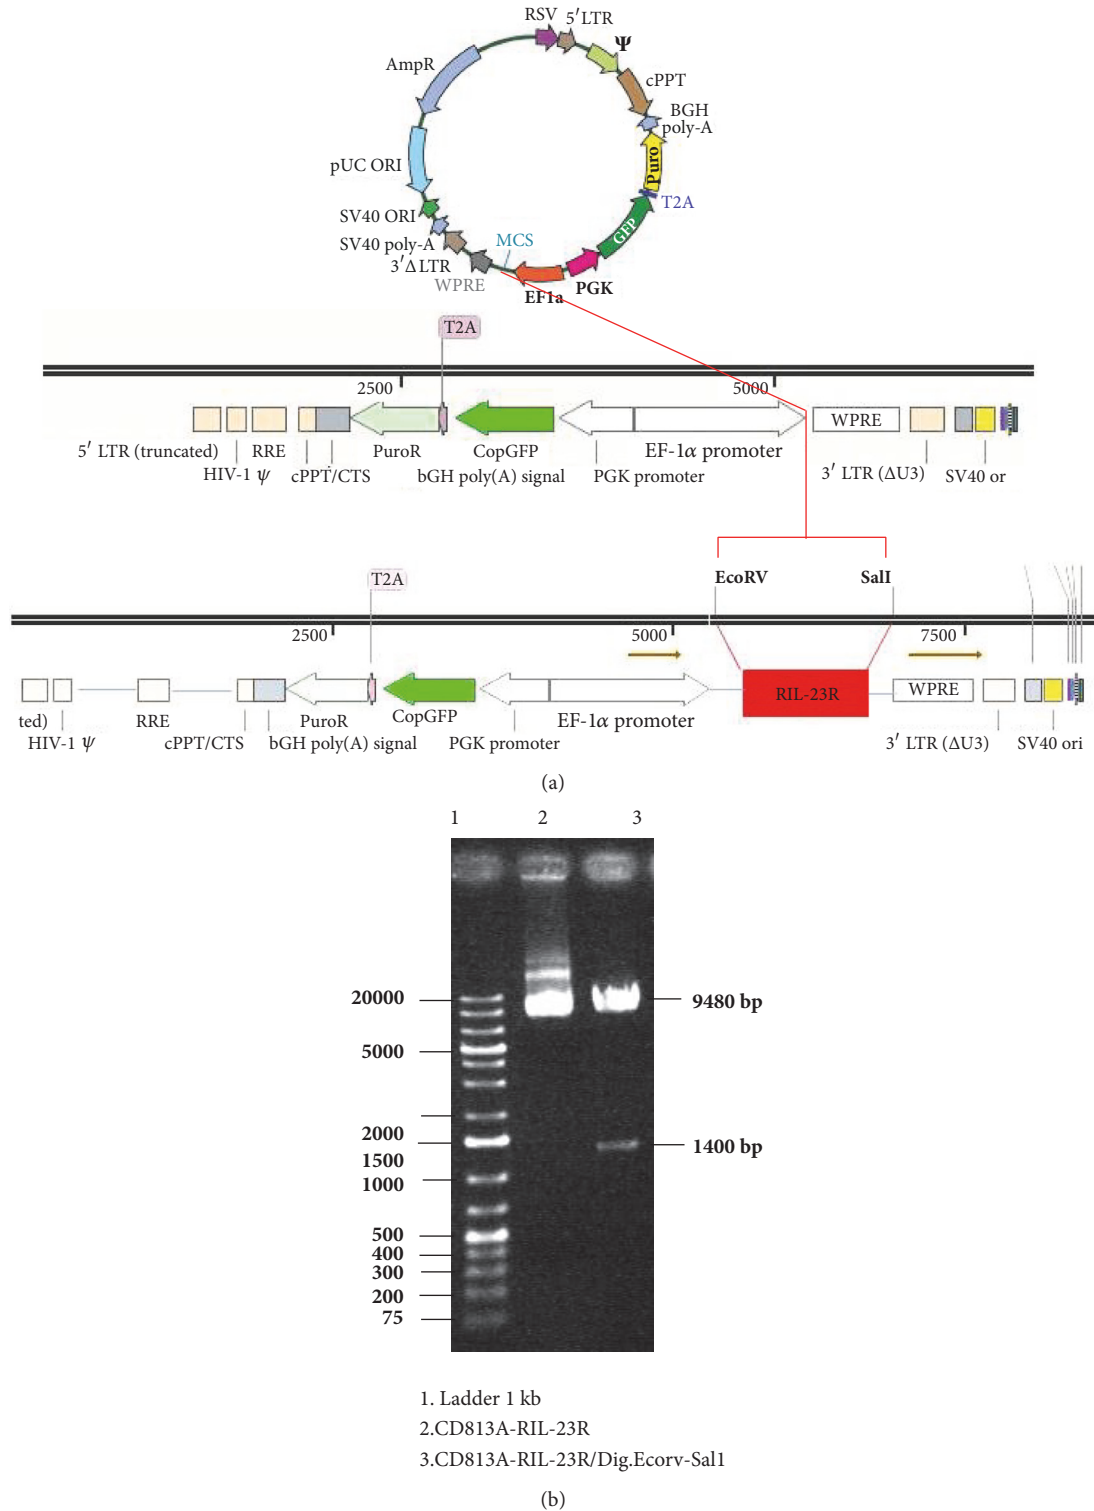 RSV 5′LTR
Ψ
AmpR
cPPT
BGH
poly-A
Puro
pUC ORI
T2A
GFP
SV40 ORI
SV40 poly-A
MCS
3′ΔLTR
WPRE
EF1a
PGK
T2A
2500 5000
WPRE
5′ LTR (truncated) RRE PuroR CopGFP EF-1α promoter
HIV-1 ψ cPPT/CTS bGH poly(A) signal PGK promoter 3′ LTR (ΔU3) SV40 or
EcoRV SalI
T2A
2500 5000 7500
RIL-23R WPRE
ted) RRE PuroR CopGFP EF-1α promoter
HIV-1 ψ cPPT/CTS bGH poly(A) signal PGK promoter 3′ LTR (ΔU3) SV40 ori
(a)
1 2 3
20000 9480 bp
5000
2000
1400 bp
1500
1000
500
400
300
200
75
1. Ladder 1 kb
2.CD813A-RIL-23R
3.CD813A-RIL-23R/Dig.Ecorv-Sal1
(b)